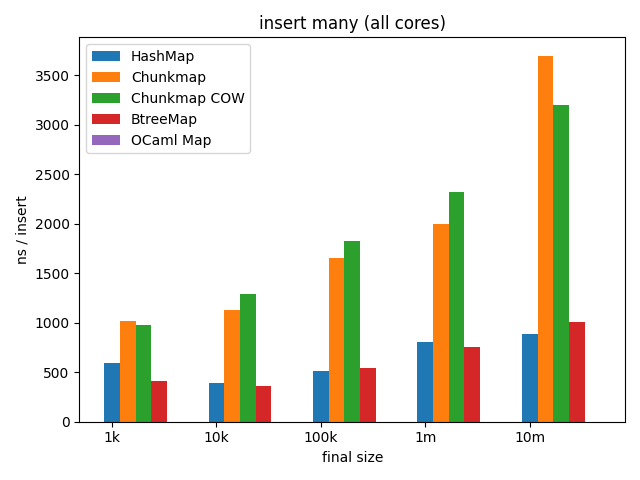 insert many (all cores)
HashMap
Chunkmap
Chunkmap COW
BtreeMap
OCaml Map
ns / insert
3500
3000
2500
2000
1500
1000
500
0
1k 10k 100k 1m 10m
final size